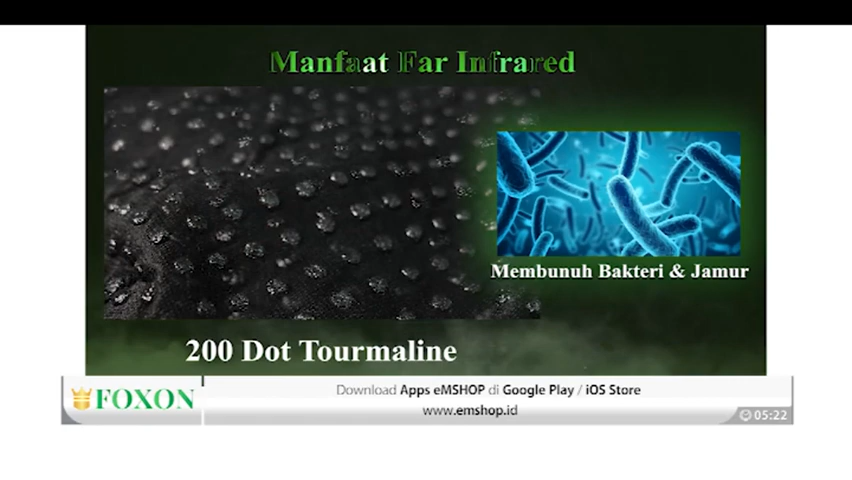 Manfaat Far Infrared
Membunuh Bakteri & Jamur
200 Dot Tourmaline
FOXON
Download Apps eMSHOP di Google Play / iOS Store
www.emshop.id
05:22